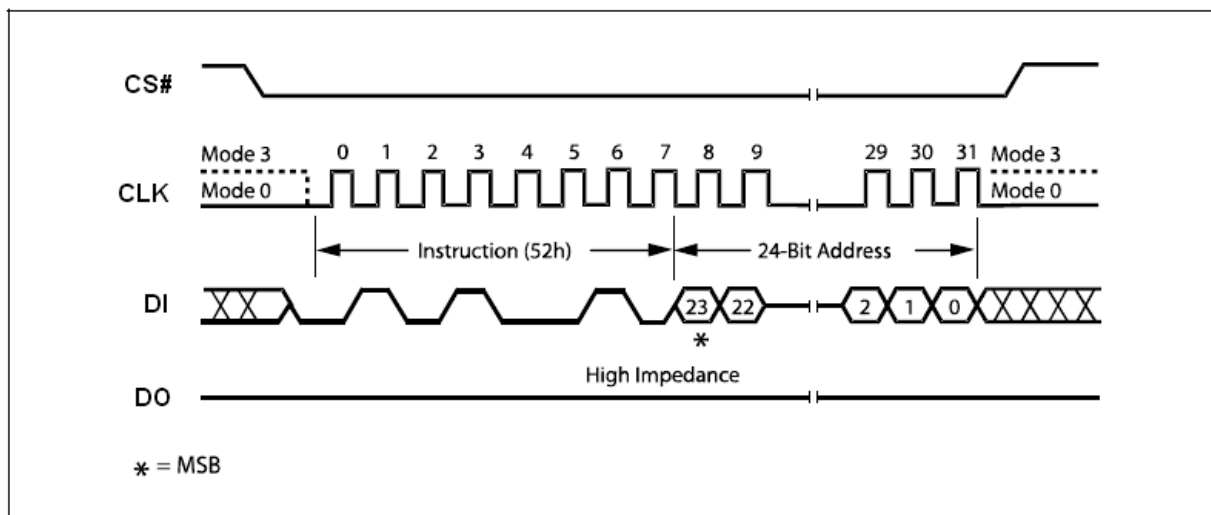 CS#
Mode 3 0 1 2 3 4 5 6 7 8 9 29 30 31 Mode 3
CLK Mode 0 Mode 0
Instruction (52h) 24-Bit Address
DI 23 22 2 1 0
*
High Impedance
DO
* = MSB